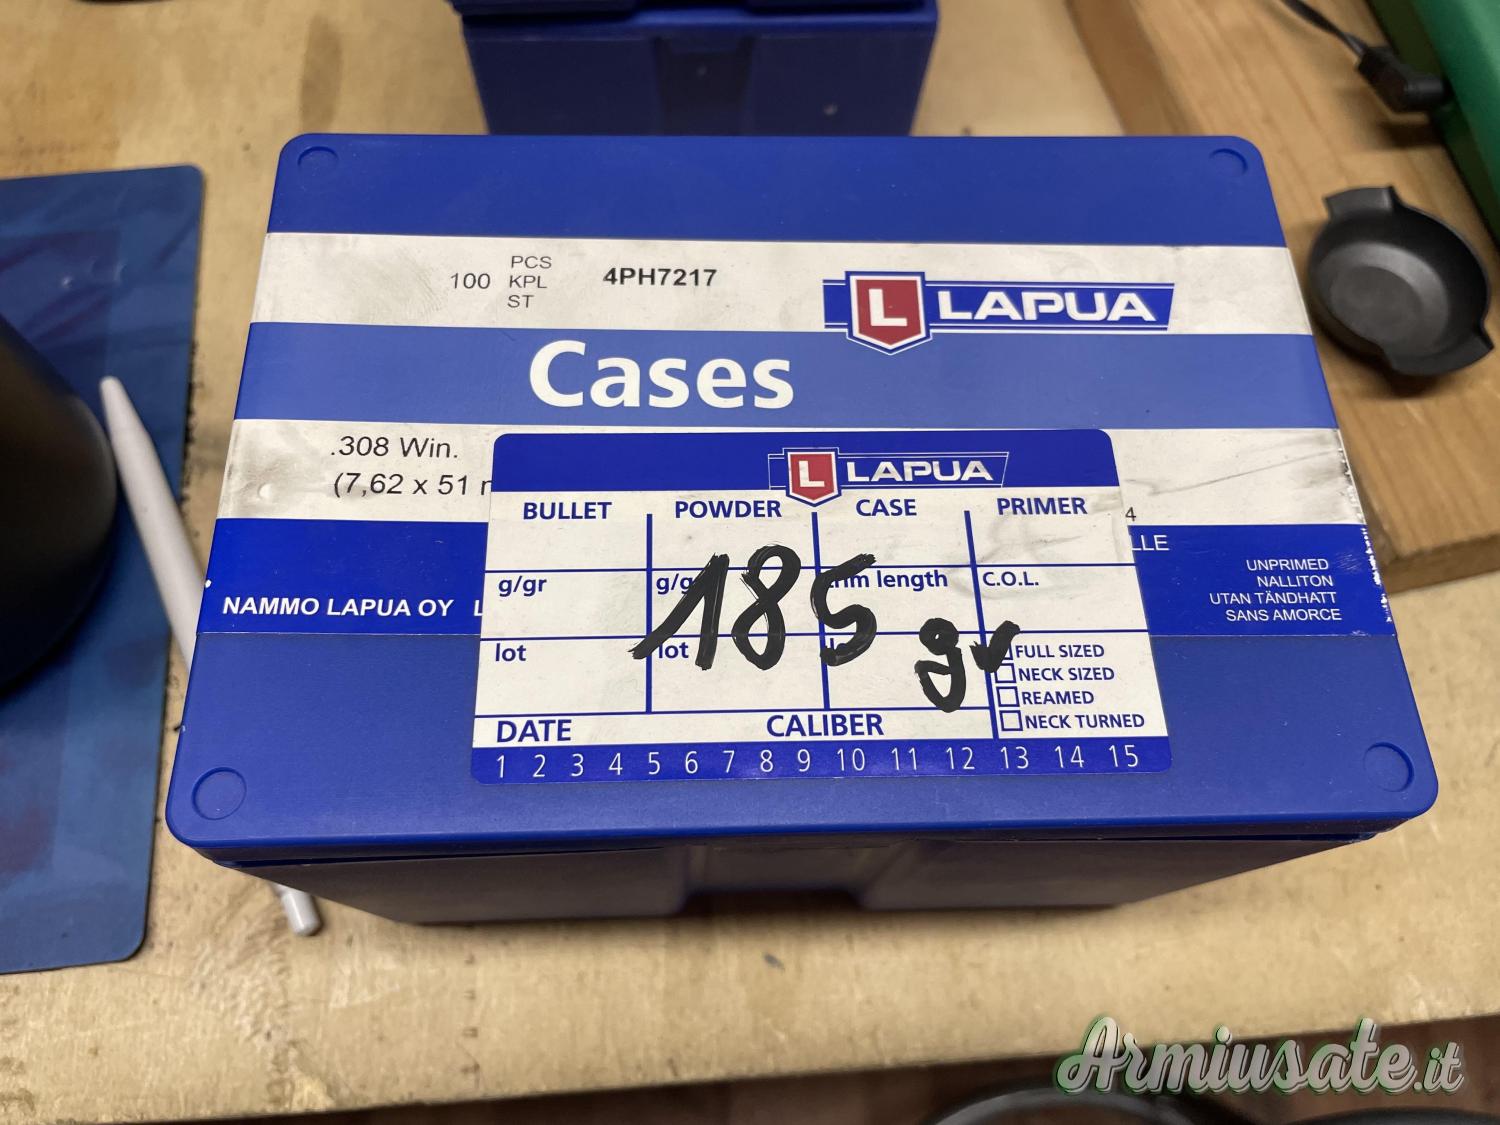 100 PCS KPL ST 4PH7217
LAPUA
Cases
.308 Win.
(7,62 x 51
4
LLE
UNPRIMED
NALLITON
UTAN TÄNDHATT
SANS AMORCE
NAMMO LAPUA OY L
LAPUA
BULLET POWDER CASE PRIMER
g/gr length C.O.L.
185 gr
lot lot
FULL SIZED
NECK SIZED
REAMED
NECK TURNED
DATE CALIBER
1 2 3 4 5 6 7 8 9 10 11 12 13 14 15
Armiusate.it